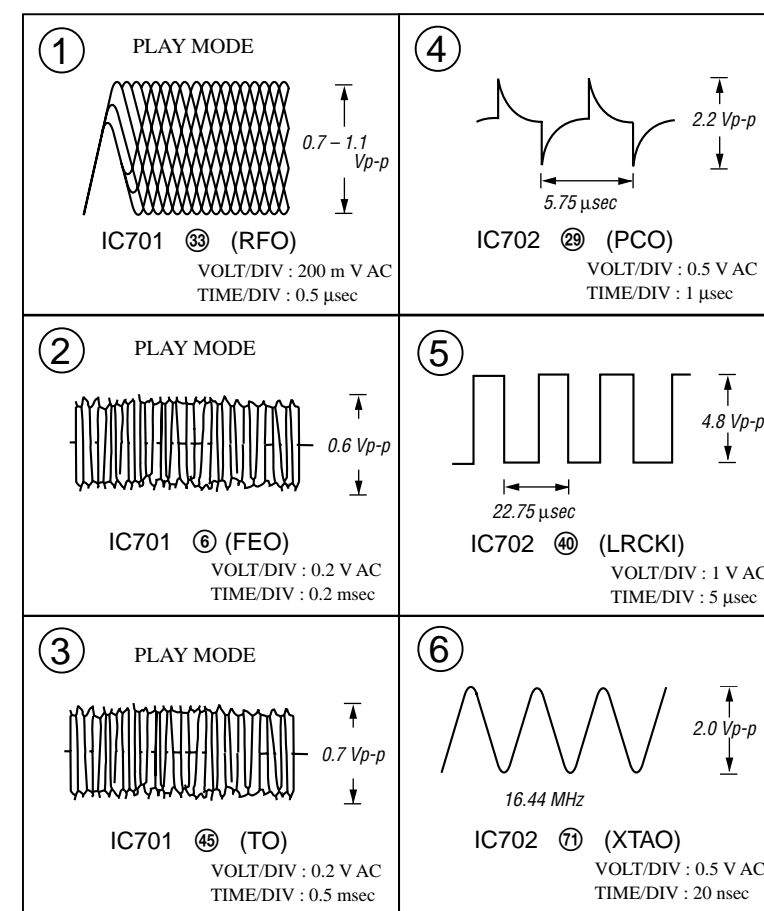 1
PLAY MODE
0.7 – 1.1
Vp-p
IC701 33 (RFO)
VOLT/DIV : 200 m V AC
TIME/DIV : 0.5 µsec
2
PLAY MODE
0.6 Vp-p
IC701 6 (FEO)
VOLT/DIV : 0.2 V AC
TIME/DIV : 0.2 msec
3
PLAY MODE
0.7 Vp-p
IC701 45 (TO)
VOLT/DIV : 0.2 V AC
TIME/DIV : 0.5 msec
4
2.2 Vp-p
5.75 µsec
IC702 29 (PCO)
VOLT/DIV : 0.5 V AC
TIME/DIV : 1 µsec
5
4.8 Vp-p
22.75 µsec
IC702 40 (LRCKI)
VOLT/DIV : 1 V AC
TIME/DIV : 5 µsec
6
2.0 Vp-p
16.44 MHz
IC702 71 (XTAO)
VOLT/DIV : 0.5 V AC
TIME/DIV : 20 nsec